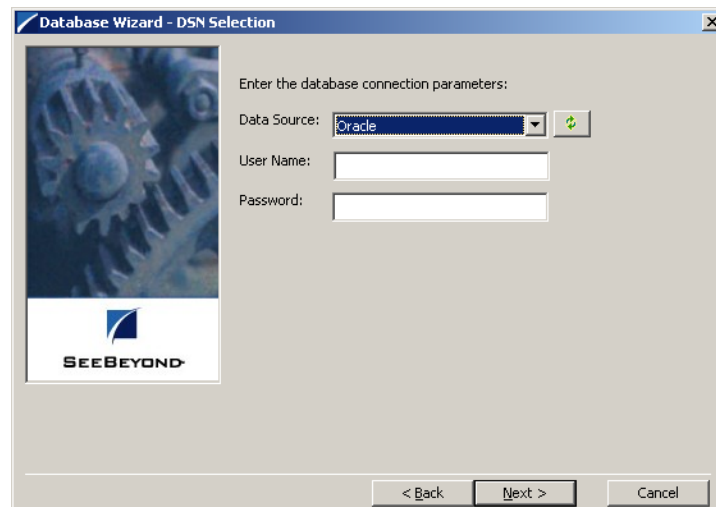 Database Wizard - DSN Selection
Enter the database connection parameters:
Data Source:
Oracle
User Name:
Password:
SEEBEYOND
< Back
Next >
Cancel